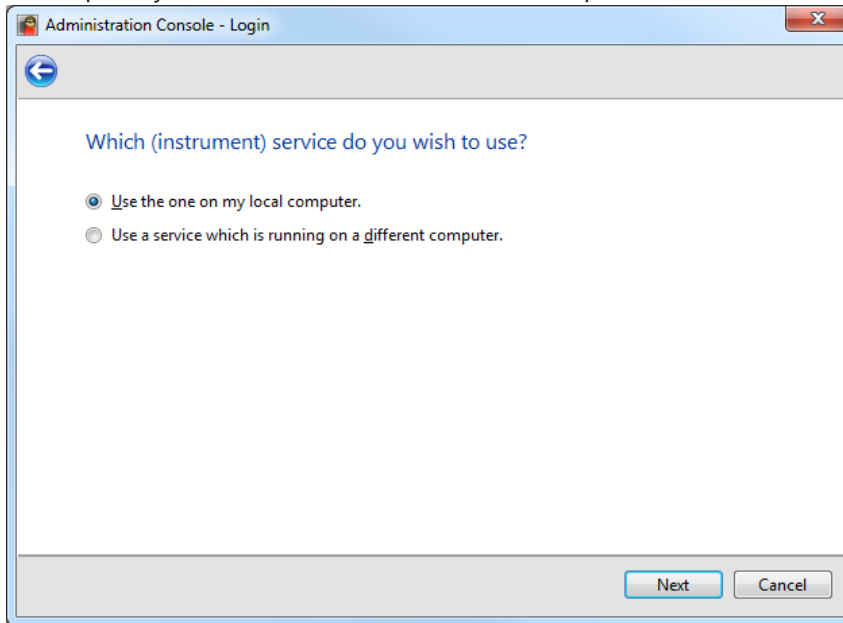 Administration Console - Login
Which (instrument) service do you wish to use?
Use the one on my local computer.
Use a service which is running on a different computer.
Next
Cancel